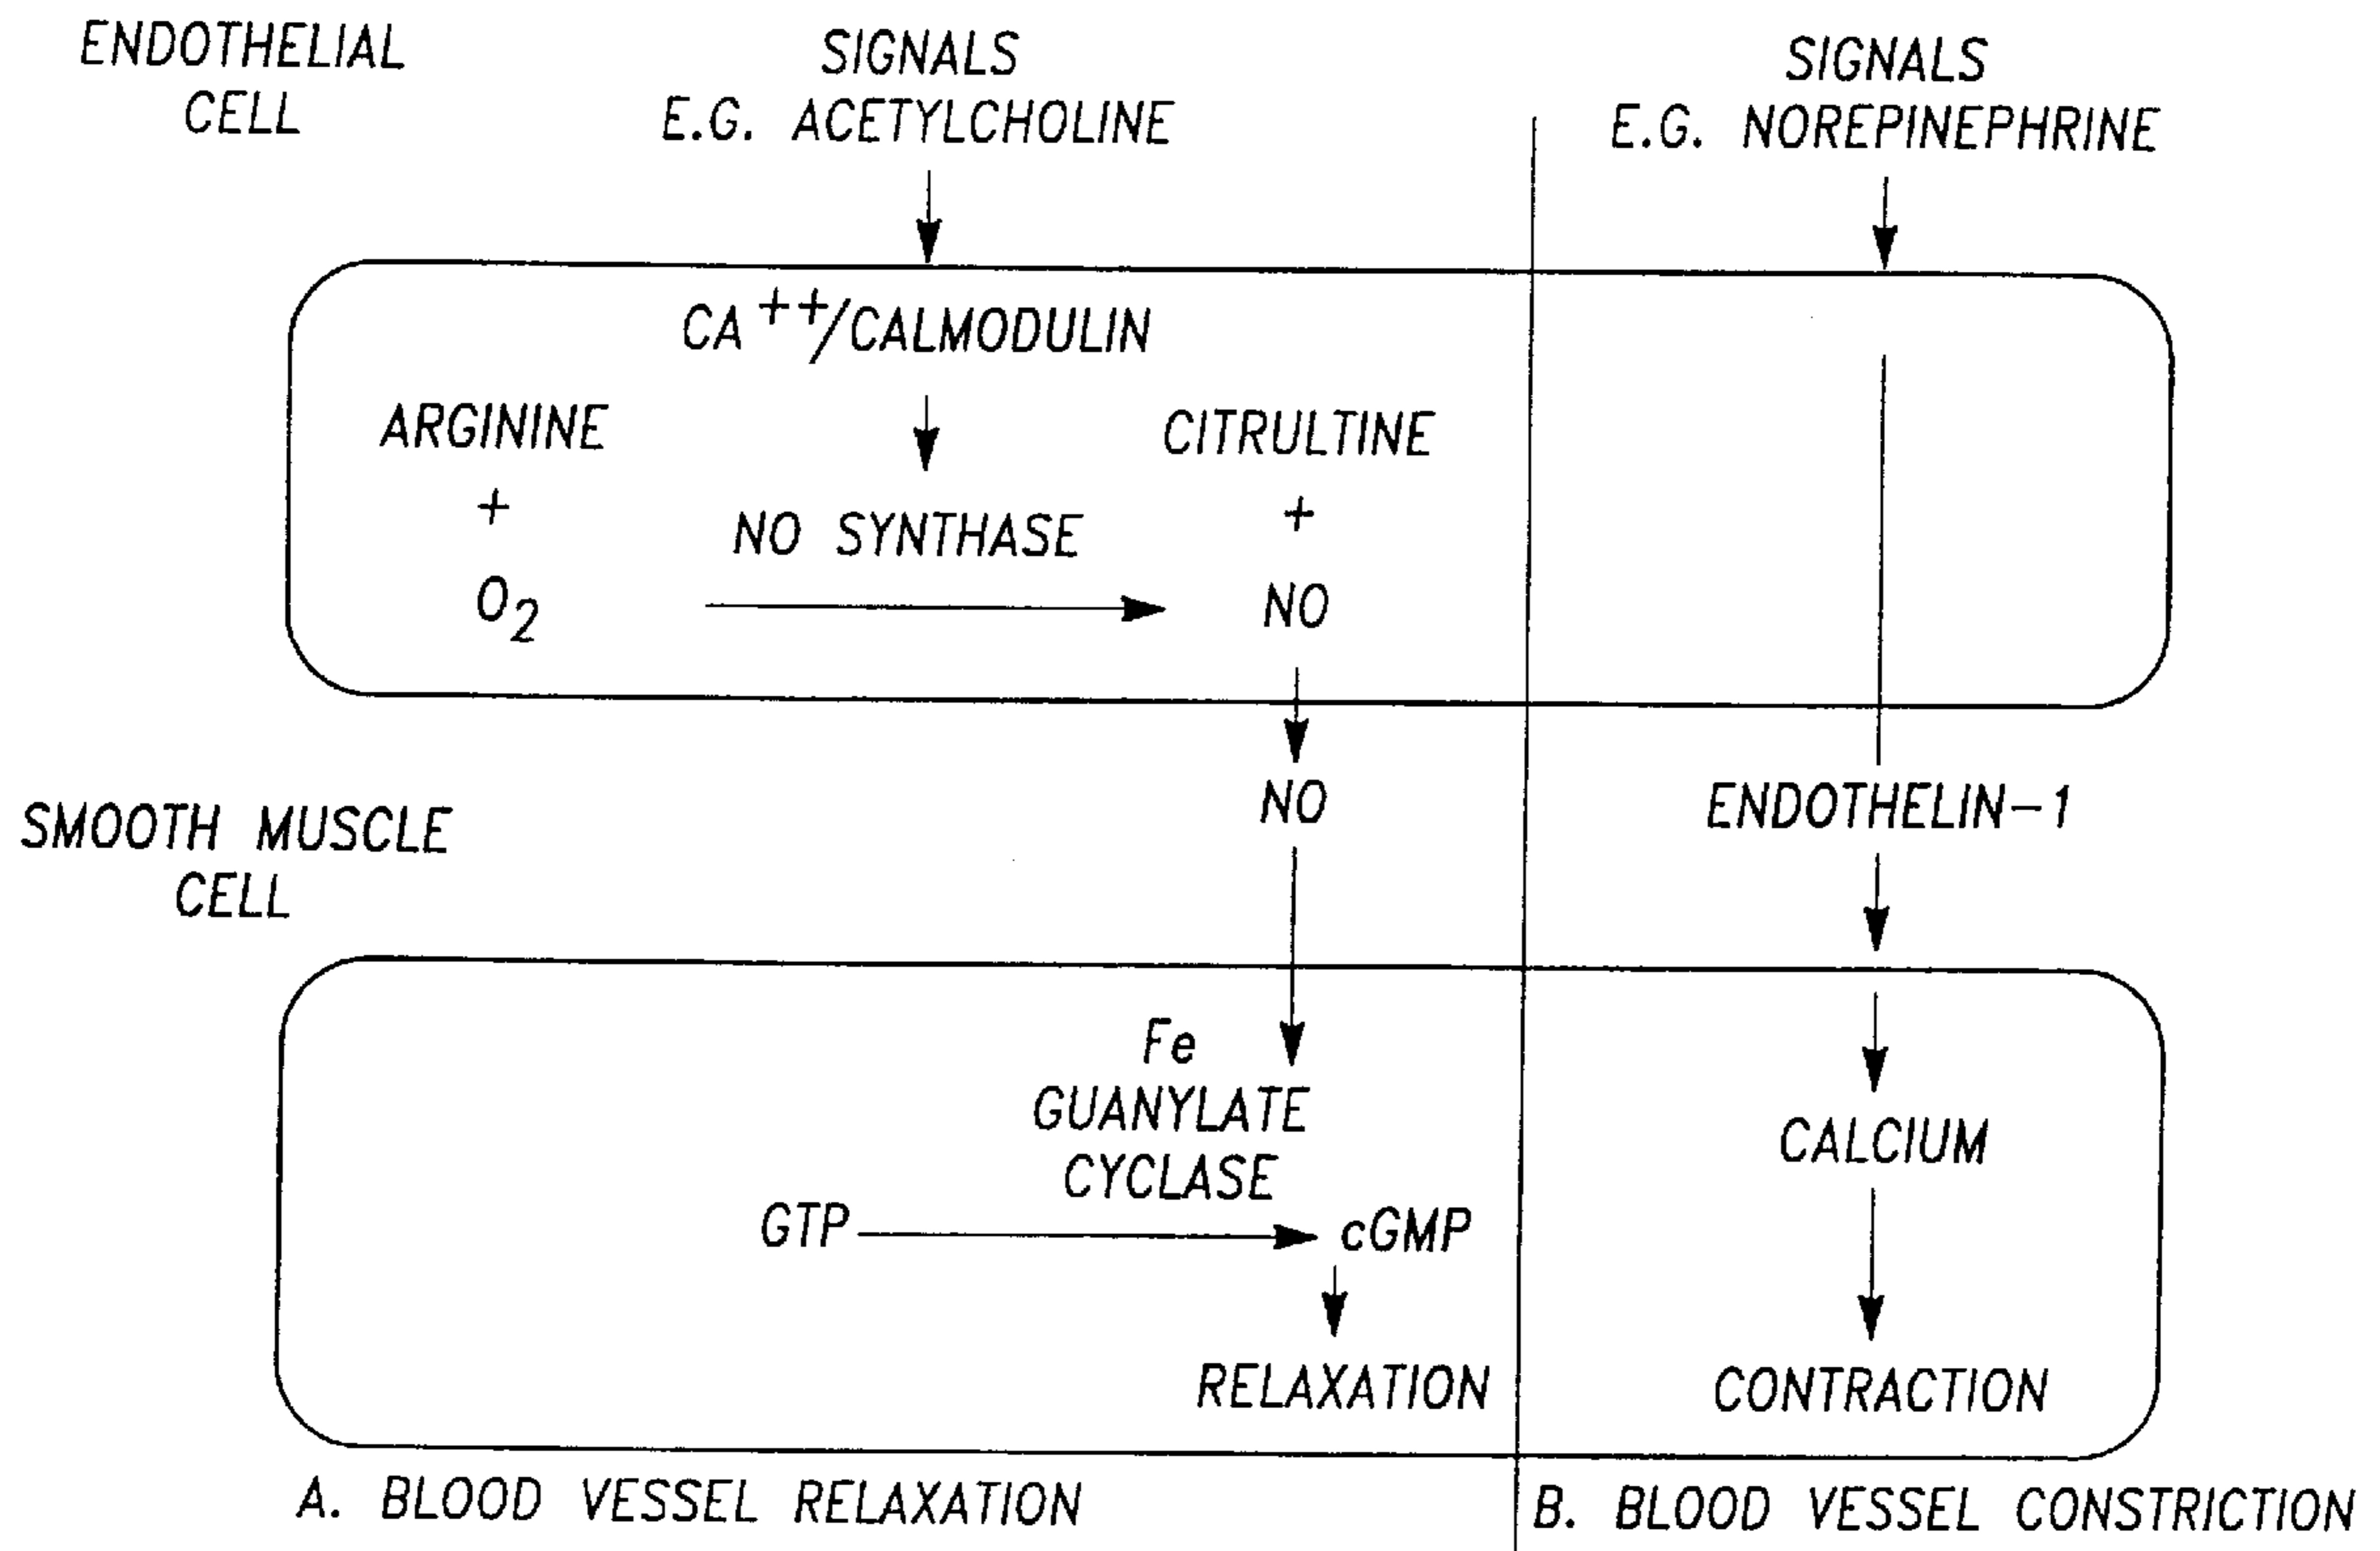 ENDOTHELIAL
CELL
SIGNALS
E.G. ACETYLCHOLINE
SIGNALS
E.G. NOREPINEPHRINE
CA++/CALMODULIN
ARGININE
+
O2
NO SYNTHASE
CITRULTINE
+
NO
NO
ENDOTHELIN-1
SMOOTH MUSCLE
CELL
Fe
GUANYLATE
CYCLASE
GTP
cGMP
RELAXATION
CALCIUM
CONTRACTION
A. BLOOD VESSEL RELAXATION
B. BLOOD VESSEL CONSTRICTION